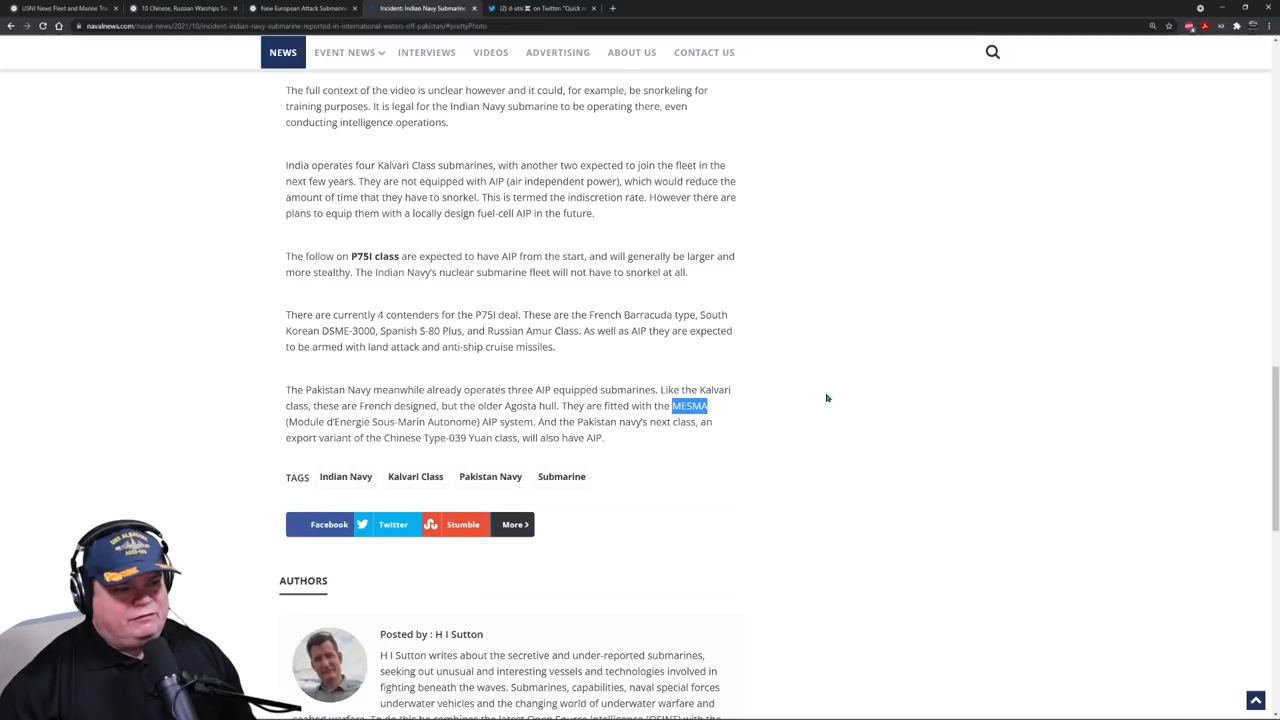 USNI News Fleet and Marine Tra
10 Chinese, Russian Warships Sa
New European Attack Submarine
Incident: Indian Navy Submarine
(2) d-atis on Twitter: "Quick
navalnews.com/naval-news/2021/10/incident-indian-navy-submarine-reported-in-international-waters-off-pakistan/#prettyPhoto
NEWS EVENT NEWS INTERVIEWS VIDEOS ADVERTISING ABOUT US CONTACT US
The full context of the video is unclear however and it could, for example, be snorkeling for
training purposes. It is legal for the Indian Navy submarine to be operating there, even
conducting intelligence operations.
India operates four Kalvari Class submarines, with another two expected to join the fleet in the
next few years. They are not equipped with AIP (air independent power), which would reduce the
amount of time that they have to snorkel. This is termed the indiscretion rate. However there are
plans to equip them with a locally design fuel-cell AIP in the future.
The follow on P75I class are expected to have AIP from the start, and will generally be larger and
more stealthy. The Indian Navy's nuclear submarine fleet will not have to snorkel at all.
There are currently 4 contenders for the P75I deal. These are the French Barracuda type, South
Korean DSME-3000, Spanish S-80 Plus, and Russian Amur Class. As well as AIP they are expected
to be armed with land attack and anti-ship cruise missiles.
The Pakistan Navy meanwhile already operates three AIP equipped submarines. Like the Kalvari
class, these are French designed, but the older Agosta hull. They are fitted with the MESMA
(Module d'Energie Sous-Marin Autonome) AIP system. And the Pakistan navy's next class, an
export variant of the Chinese Type-039 Yuan class, will also have AIP.
TAGS Indian Navy Kalvari Class Pakistan Navy Submarine
Facebook Twitter Stumble More
AUTHORS
Posted by : H I Sutton
H I Sutton writes about the secretive and under-reported submarines,
seeking out unusual and interesting vessels and technologies involved in
fighting beneath the waves. Submarines, capabilities, naval special forces
underwater vehicles and the changing world of underwater warfare and
seabed warfare. To do this he combines the latest Open Source Intelligence (OSINT) with the
USS ALBACORE
AGSS-569